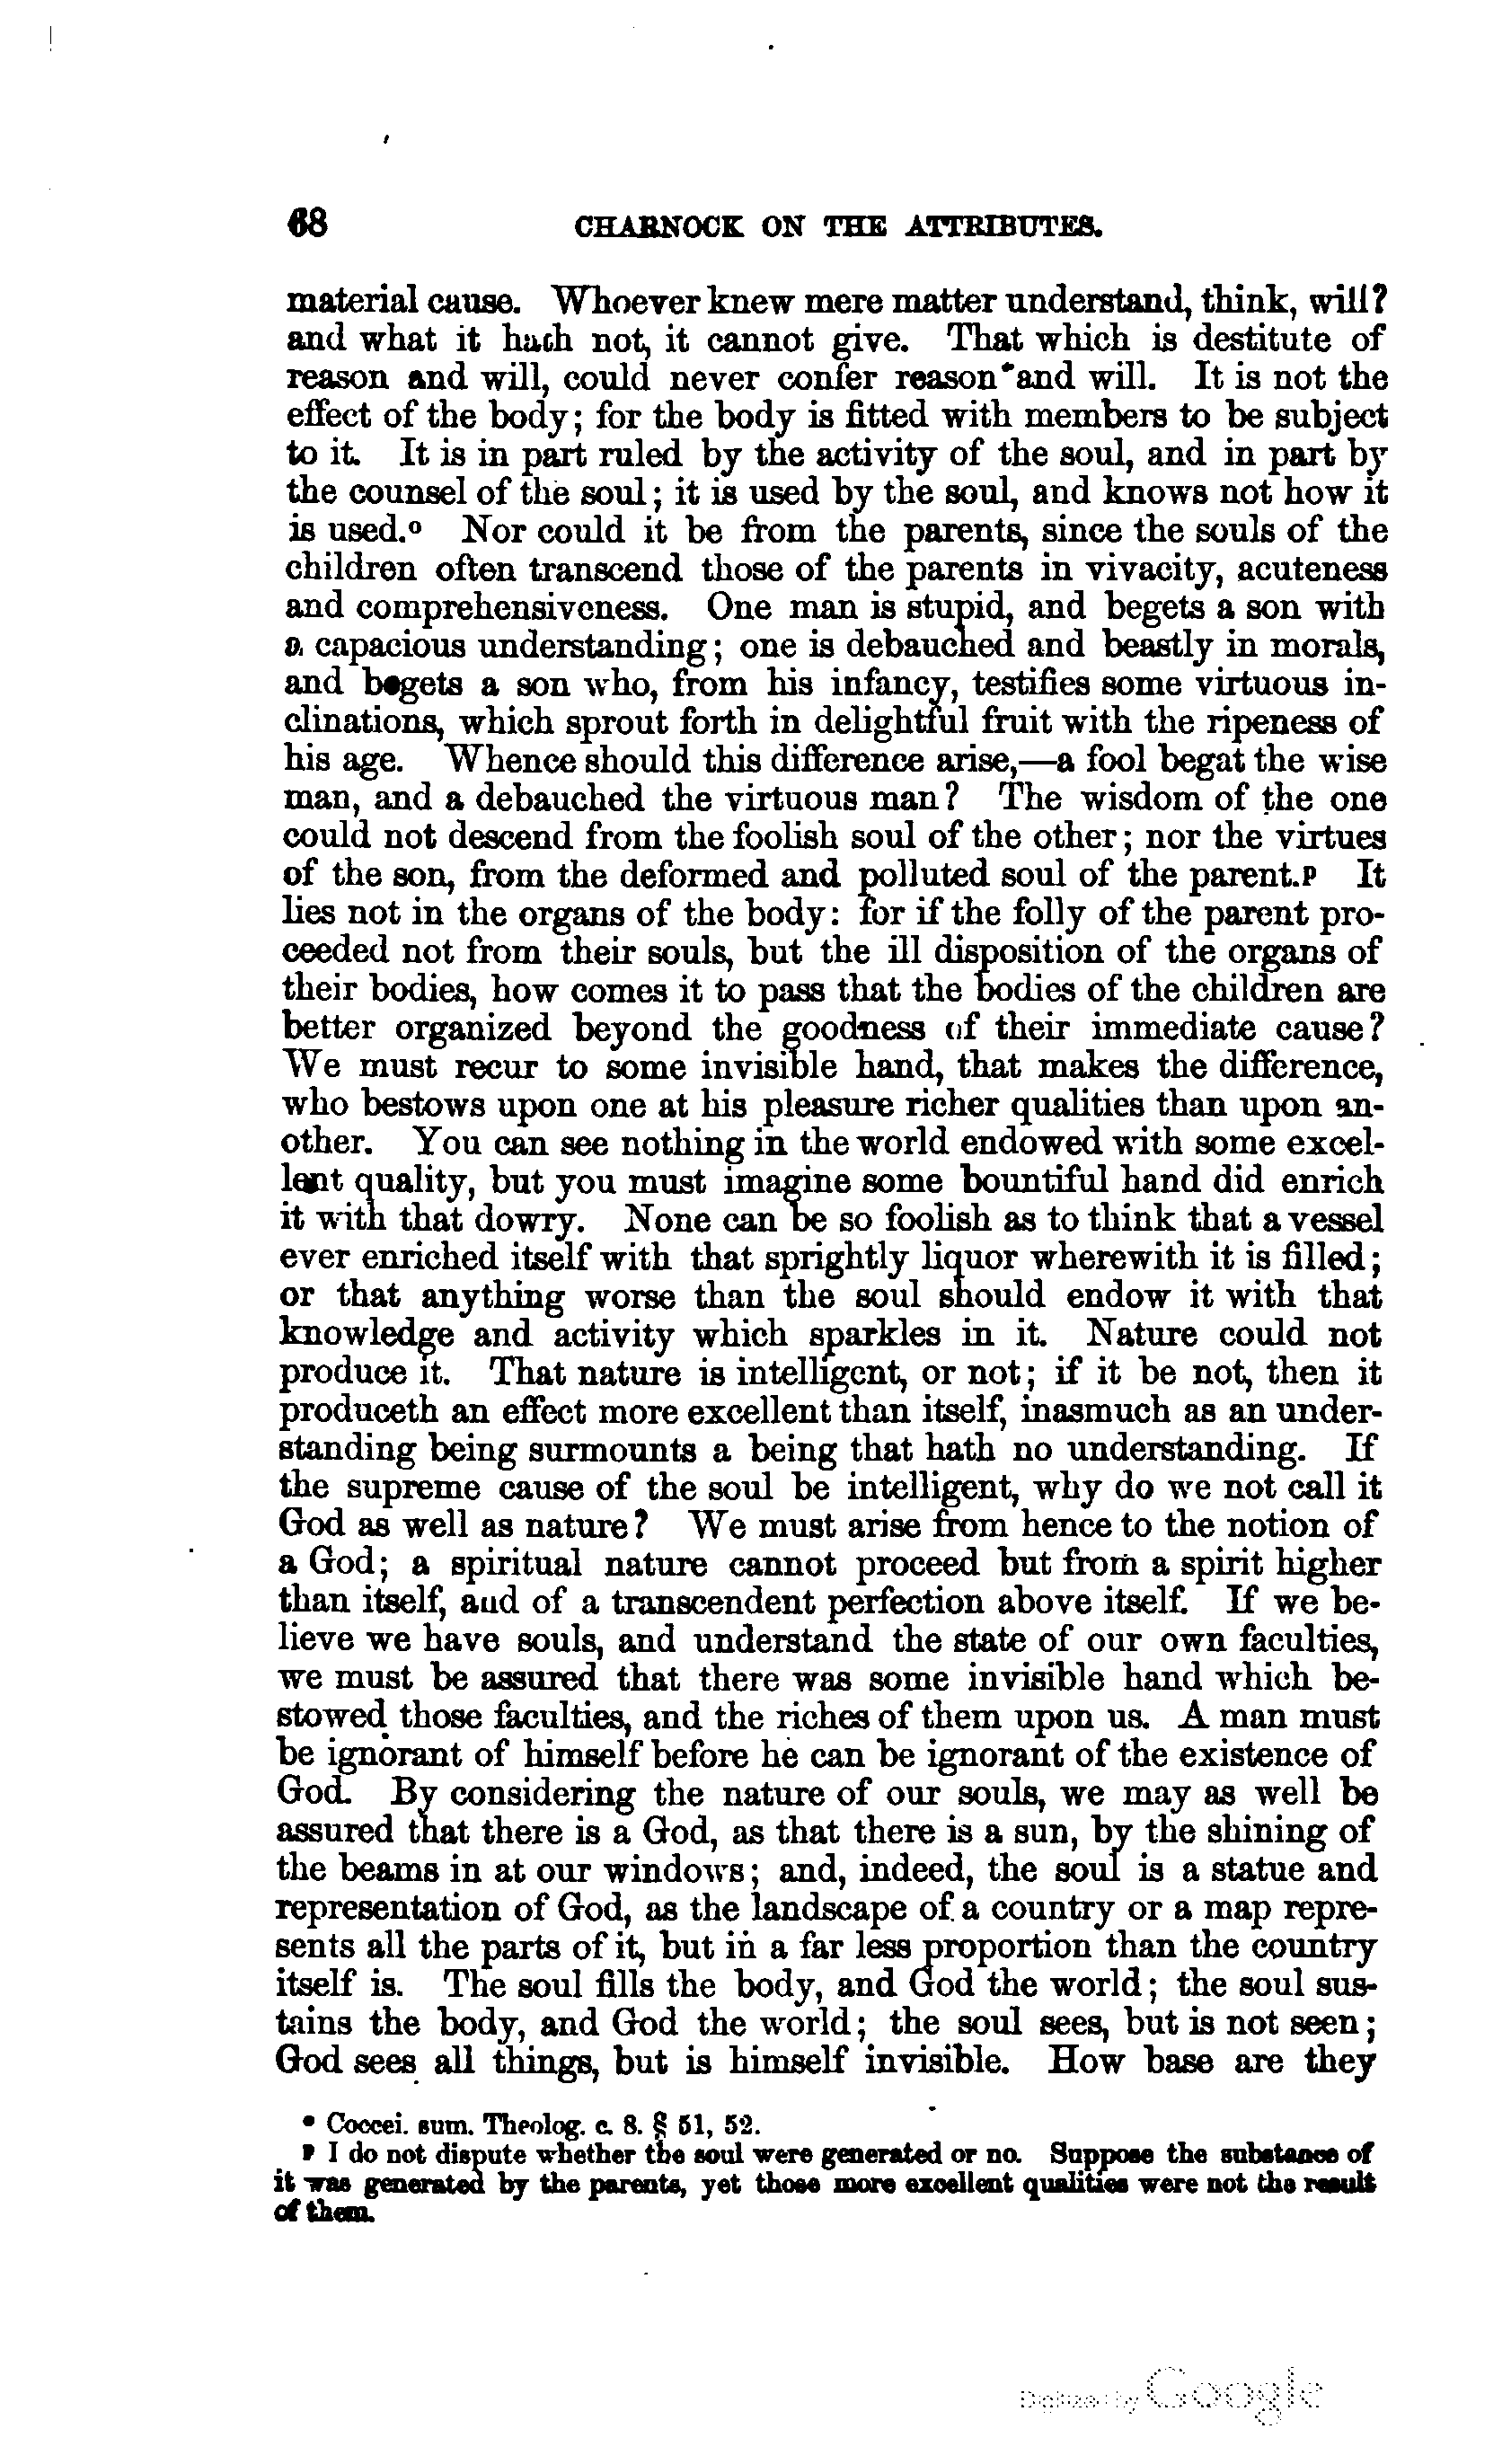 68 CHARNOCK ON THE ATTRIBUTES.
material cause. Whoever knew mere matter understand, think, will?
and what it hath not, it cannot give. That which is destitute of
reason and will, could never confer reason and will. It is not the
effect of the body; for the body is fitted with members to be subject
to it. It is in part ruled by the activity of the soul, and in part by
the counsel of the soul; it is used by the soul, and knows not how it
is used.º Nor could it be from the parents, since the souls of the
children often transcend those of the parents in vivacity, acuteness
and comprehensiveness. One man is stupid, and begets a son with
a capacious understanding; one is debauched and beastly in morals,
and begets a son who, from his infancy, testifies some virtuous in-
clinations, which sprout forth in delightful fruit with the ripeness of
his age. Whence should this difference arise,—a fool begat the wise
man, and a debauched the virtuous man? The wisdom of the one
could not descend from the foolish soul of the other; nor the virtues
of the son, from the deformed and polluted soul of the parent.ᵖ It
lies not in the organs of the body: for if the folly of the parent pro-
ceeded not from their souls, but the ill disposition of the organs of
their bodies, how comes it to pass that the bodies of the children are
better organized beyond the goodness of their immediate cause?
We must recur to some invisible hand, that makes the difference,
who bestows upon one at his pleasure richer qualities than upon an-
other. You can see nothing in the world endowed with some excel-
lent quality, but you must imagine some bountiful hand did enrich
it with that dowry. None can be so foolish as to think that a vessel
ever enriched itself with that sprightly liquor wherewith it is filled;
or that anything worse than the soul should endow it with that
knowledge and activity which sparkles in it. Nature could not
produce it. That nature is intelligent, or not; if it be not, then it
produceth an effect more excellent than itself, inasmuch as an under-
standing being surmounts a being that hath no understanding. If
the supreme cause of the soul be intelligent, why do we not call it
God as well as nature? We must arise from hence to the notion of
a God; a spiritual nature cannot proceed but from a spirit higher
than itself, and of a transcendent perfection above itself. If we be-
lieve we have souls, and understand the state of our own faculties,
we must be assured that there was some invisible hand which be-
stowed those faculties, and the riches of them upon us. A man must
be ignorant of himself before he can be ignorant of the existence of
God. By considering the nature of our souls, we may as well be
assured that there is a God, as that there is a sun, by the shining of
the beams in at our windows; and, indeed, the soul is a statue and
representation of God, as the landscape of a country or a map repre-
sents all the parts of it, but in a far less proportion than the country
itself is. The soul fills the body, and God the world; the soul sus-
tains the body, and God the world; the soul sees, but is not seen;
God sees all things, but is himself invisible. How base are they
º Coccei. sum. Theolog. c. 8. § 51, 52.
ᵖ I do not dispute whether the soul were generated or no. Suppose the substance of
it was generated by the parents, yet those more excellent qualities were not the result
of them.
Digitized by Google